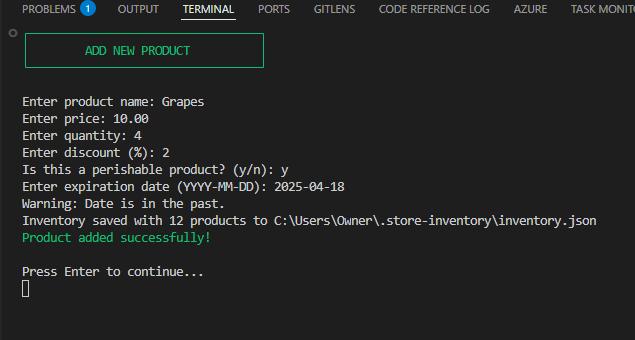 PROBLEMS 1 OUTPUT TERMINAL PORTS GITLENS CODE REFERENCE LOG AZURE TASK MONIT
ADD NEW PRODUCT
Enter product name: Grapes
Enter price: 10.00
Enter quantity: 4
Enter discount (%): 2
Is this a perishable product? (y/n): y
Enter expiration date (YYYY-MM-DD): 2025-04-18
Warning: Date is in the past.
Inventory saved with 12 products to C:\Users\Owner\.store-inventory\inventory.json
Product added successfully!
Press Enter to continue...